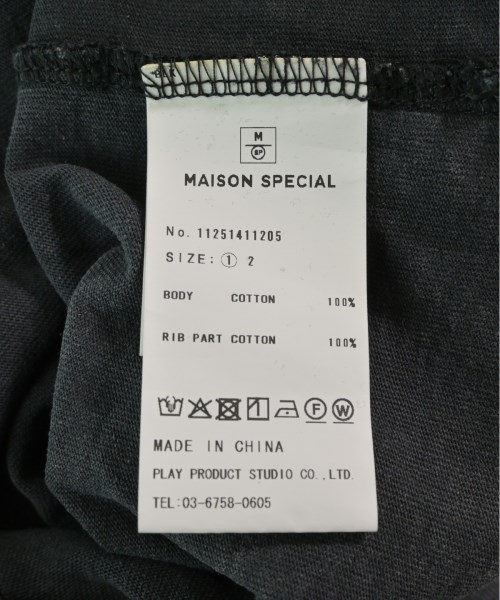 BLK
M
SP
MAISON SPECIAL
No. 11251411205
SIZE: ① 2
BODY COTTON 100%
RIB PART COTTON 100%
F W
MADE IN CHINA
PLAY PRODUCT STUDIO CO.,LTD.
TEL:03-6758-0605